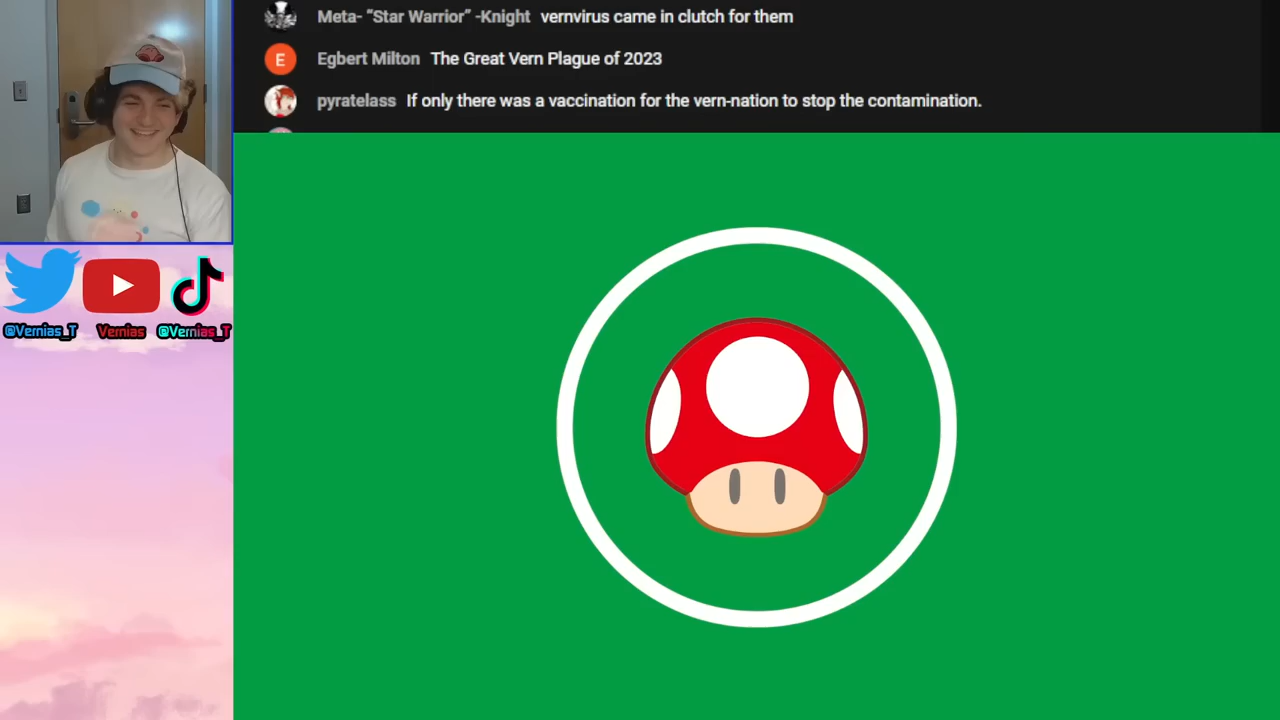 Meta- “Star Warrior” -Knight vernvirus came in clutch for them
E Egbert Milton The Great Vern Plague of 2023
pyratelass If only there was a vaccination for the vern-nation to stop the contamination.
@Vernias_T Vernias @Vernias_T